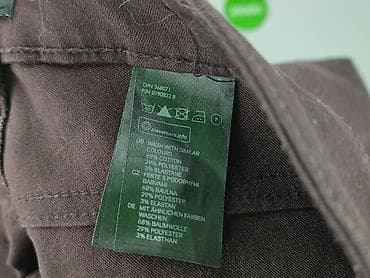 GB WASH WITH SIMILAR
COLOURS
68% COTTON
29% POLYESTER
3% ELASTANE
CZ PERTE S PODOBNÝMI
BARVAMI
68% BAVLNA
29% POLYESTER
3% ELASTAN
DE MIT ÄHNLICHEN FARBEN
WASCHEN
68% BAUMWOLLE
29% POLYESTER
3% ELASTHAN